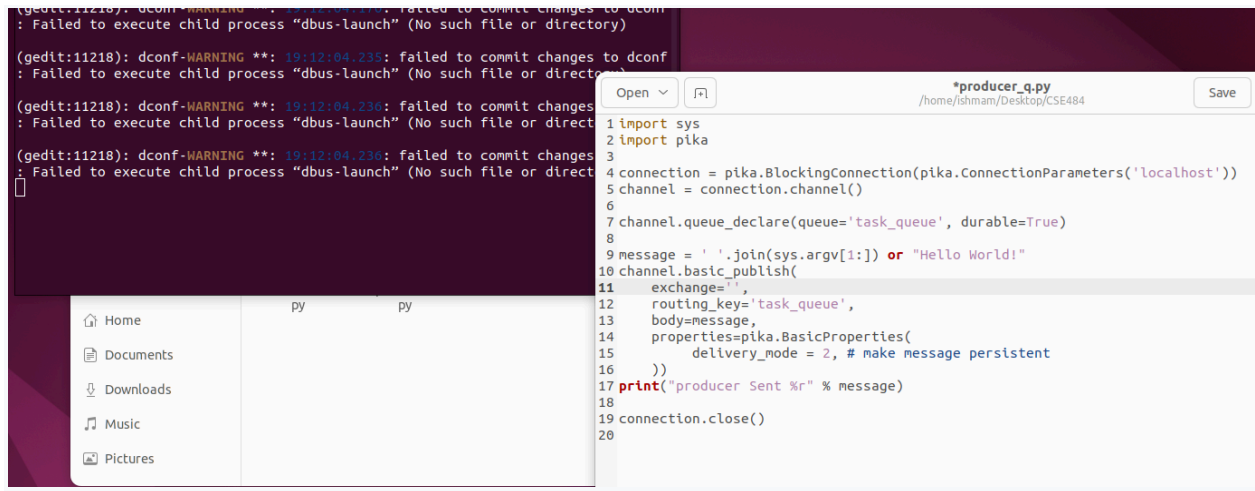 (gedit:11218): dconf-WARNING **: 19:12:04.176: failed to commit changes to dconf
: Failed to execute child process “dbus-launch” (No such file or directory)
(gedit:11218): dconf-WARNING **: 19:12:04.235: failed to commit changes to dconf
: Failed to execute child process “dbus-launch” (No such file or directory)
(gedit:11218): dconf-WARNING **: 19:12:04.236: failed to commit changes
: Failed to execute child process “dbus-launch” (No such file or direct
(gedit:11218): dconf-WARNING **: 19:12:04.236: failed to commit changes
: Failed to execute child process “dbus-launch” (No such file or direct
py py
Home
Documents
Downloads
Music
Pictures
Open
*producer_q.py
/home/ishmam/Desktop/CSE484
Save
1 import sys
2 import pika
3
4 connection = pika.BlockingConnection(pika.ConnectionParameters('localhost'))
5 channel = connection.channel()
6
7 channel.queue_declare(queue='task_queue', durable=True)
8
9 message = ' '.join(sys.argv[1:]) or "Hello World!"
10 channel.basic_publish(
11     exchange='',
12     routing_key='task_queue',
13     body=message,
14     properties=pika.BasicProperties(
15          delivery_mode = 2, # make message persistent
16     ))
17 print("producer Sent %r" % message)
18
19 connection.close()
20